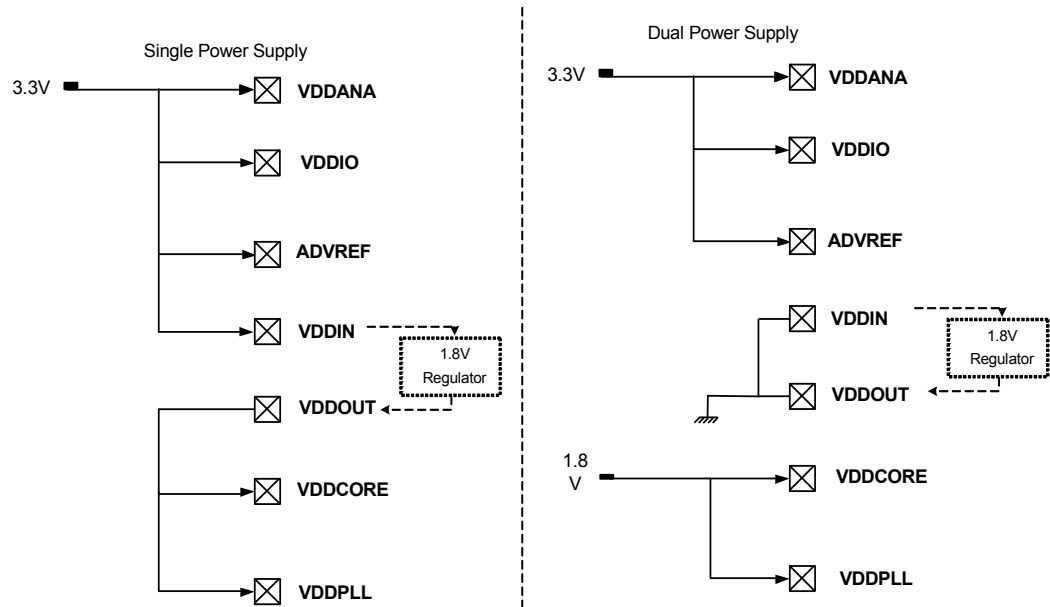 Single Power Supply
3.3V
VDDANA
VDDIO
ADVREF
VDDIN
1.8V
Regulator
VDDOUT
VDDCORE
VDDPLL
Dual Power Supply
3.3V
VDDANA
VDDIO
ADVREF
VDDIN
1.8V
Regulator
VDDOUT
1.8
V
VDDCORE
VDDPLL